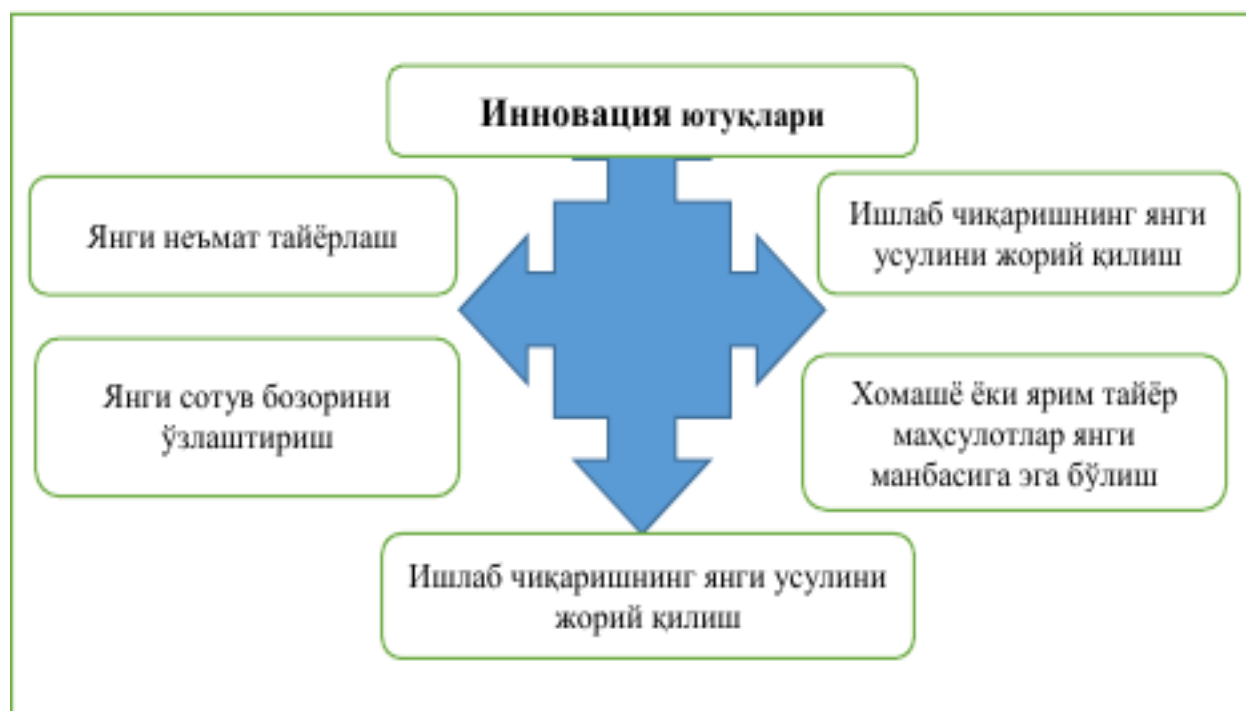 Инновация ютуқлари
Янги неъмат тайёрлаш
Ишлаб чиқаришнинг янги
усулини жорий қилиш
Янги сотув бозорини
ўзлаштириш
Хомашё ёки ярим тайёр
маҳсулотлар янги
манбасига эга бўлиш
Ишлаб чиқаришнинг янги усулини
жорий қилиш